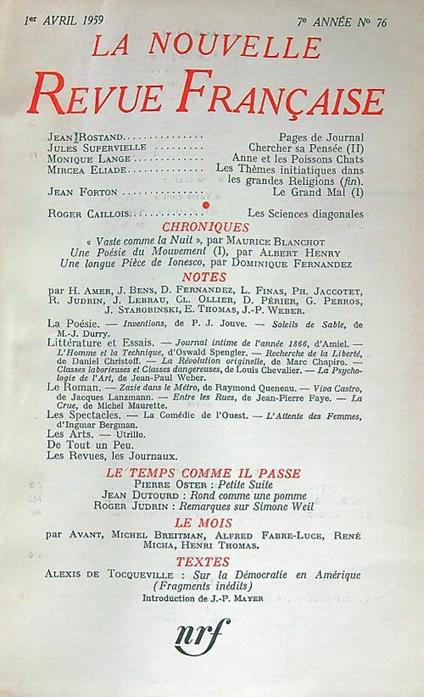 1er AVRIL 1959 7e ANNÉE No 76
LA NOUVELLE
REVUE FRANÇAISE
JEAN ROSTAND............... Pages de Journal
JULES SUPERVIELLE ............ Chercher sa Pensée (II)
MONIQUE LANGE............. Anne et les Poissons Chats
MIRCEA ELIADE............. Les Thèmes initiatiques dans
les grandes Religions (fin).
JEAN FORTON .................. Le Grand Mal (I)
ROGER CAILLOIS............... Les Sciences diagonales
CHRONIQUES
« Vaste comme la Nuit », par MAURICE BLANCHOT
Une Poésie du Mouvement (I), par ALBERT HENRY
Une longue Pièce de Ionesco, par DOMINIQUE FERNANDEZ
NOTES
par H. AMER, J. BENS, D. FERNANDEZ, L. FINAS, PH. JACCOTET,
R. JUDRIN, J. LEBRAU, CL. OLLIER, D. PÉRIER, G. PERROS,
J. STAROBINSKI, E. THOMAS, J.-P. WEBER.
La Poésie. — Inventions, de P. J. Jouve. — Soleils de Sable, de
M.-J. Durry.
Littérature et Essais. — Journal intime de l'année 1866, d'Amiel. —
L'Homme et la Technique, d'Oswald Spengler. — Recherche de la Liberté,
de Daniel Christoff. — La Révolution originelle, de Marc Chapiro. —
Classes laborieuses et Classes dangereuses, de Louis Chevalier. — La Psycho-
logie de l'Art, de Jean-Paul Weber.
Le Roman. — Zazie dans le Métro, de Raymond Queneau. — Viva Castro,
de Jacques Lanzmann. — Entre les Rues, de Jean-Pierre Faye. — La
Crue, de Michel Maurette.
Les Spectacles. — La Comédie de l'Ouest. — L'Attente des Femmes,
d'Ingmar Bergman.
Les Arts. — Utrillo.
De Tout un Peu.
Les Revues, les Journaux.
LE TEMPS COMME IL PASSE
PIERRE OSTER : Petite Suite
JEAN DUTOURD : Rond comme une pomme
ROGER JUDRIN : Remarques sur Simone Weil
LE MOIS
par AVANT, MICHEL BREITMAN, ALFRED FABRE-LUCE, RENÉ
MICHA, HENRI THOMAS.
TEXTES
ALEXIS DE TOCQUEVILLE : Sur la Démocratie en Amérique
(Fragments inédits)
Introduction de J.-P. MAYER
nrf